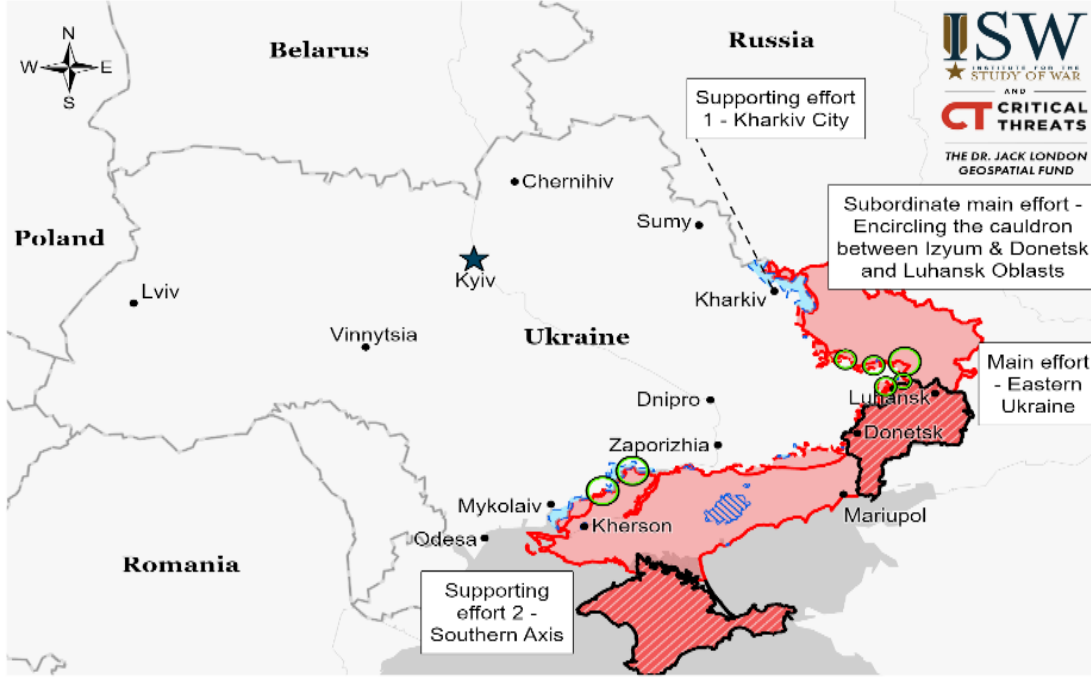 N
W
E
S
Belarus
Russia
ISW
INSTITUTE FOR THE
STUDY OF WAR
AND
CT CRITICAL
THREATS
THE DR. JACK LONDON
GEOSPATIAL FUND
Supporting effort
1 - Kharkiv City
Chernihiv
Sumy
Subordinate main effort -
Encircling the cauldron
between Izyum & Donetsk
and Luhansk Oblasts
Poland
Kyiv
Lviv
Kharkiv
Vinnytsia
Ukraine
Main effort
- Eastern
Ukraine
Luhansk
Dnipro
Donetsk
Zaporizhia
Mykolaiv
Mariupol
Kherson
Odesa
Romania
Supporting
effort 2 -
Southern Axis